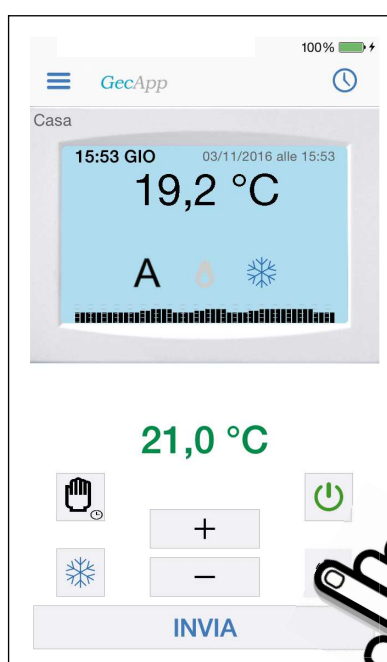 100%
GecApp
Casa
15:53 GIO 03/11/2016 alle 15:53
19,2 °C
A
21,0 °C
+
–
INVIA